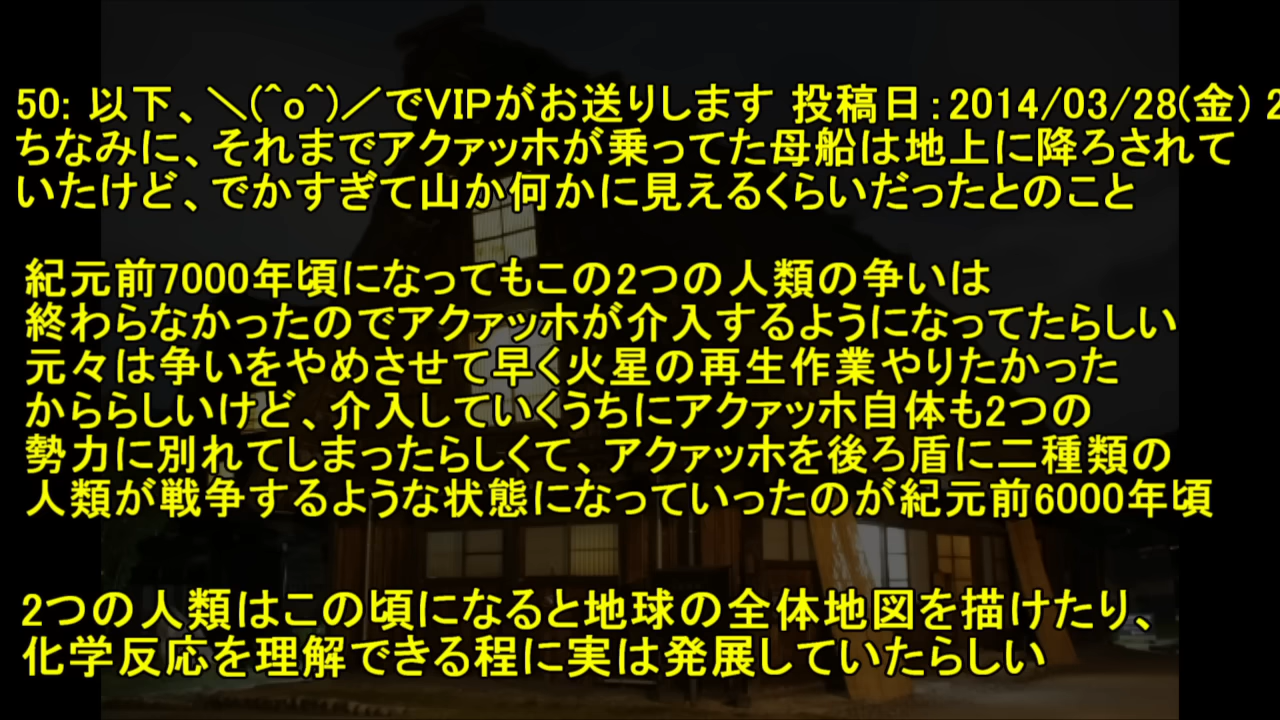 50: 以下、＼(^o^)／でVIPがお送りします 投稿日：2014/03/28(金) 2
ちなみに、それまでアクァッホが乗ってた母船は地上に降ろされて
いたけど、でかすぎて山か何かに見えるくらいだったとのこと
紀元前7000年頃になってもこの2つの人類の争いは
終わらなかったのでアクァッホが介入するようになってたらしい
元々は争いをやめさせて早く火星の再生作業やりたかった
かららしいけど、介入していくうちにアクァッホ自体も2つの
勢力に別れてしまったらしくて、アクァッホを後ろ盾に二種類の
人類が戦争するような状態になっていったのが紀元前6000年頃
2つの人類はこの頃になると地球の全体地図を描けたり、
化学反応を理解できる程に実は発展していたらしい